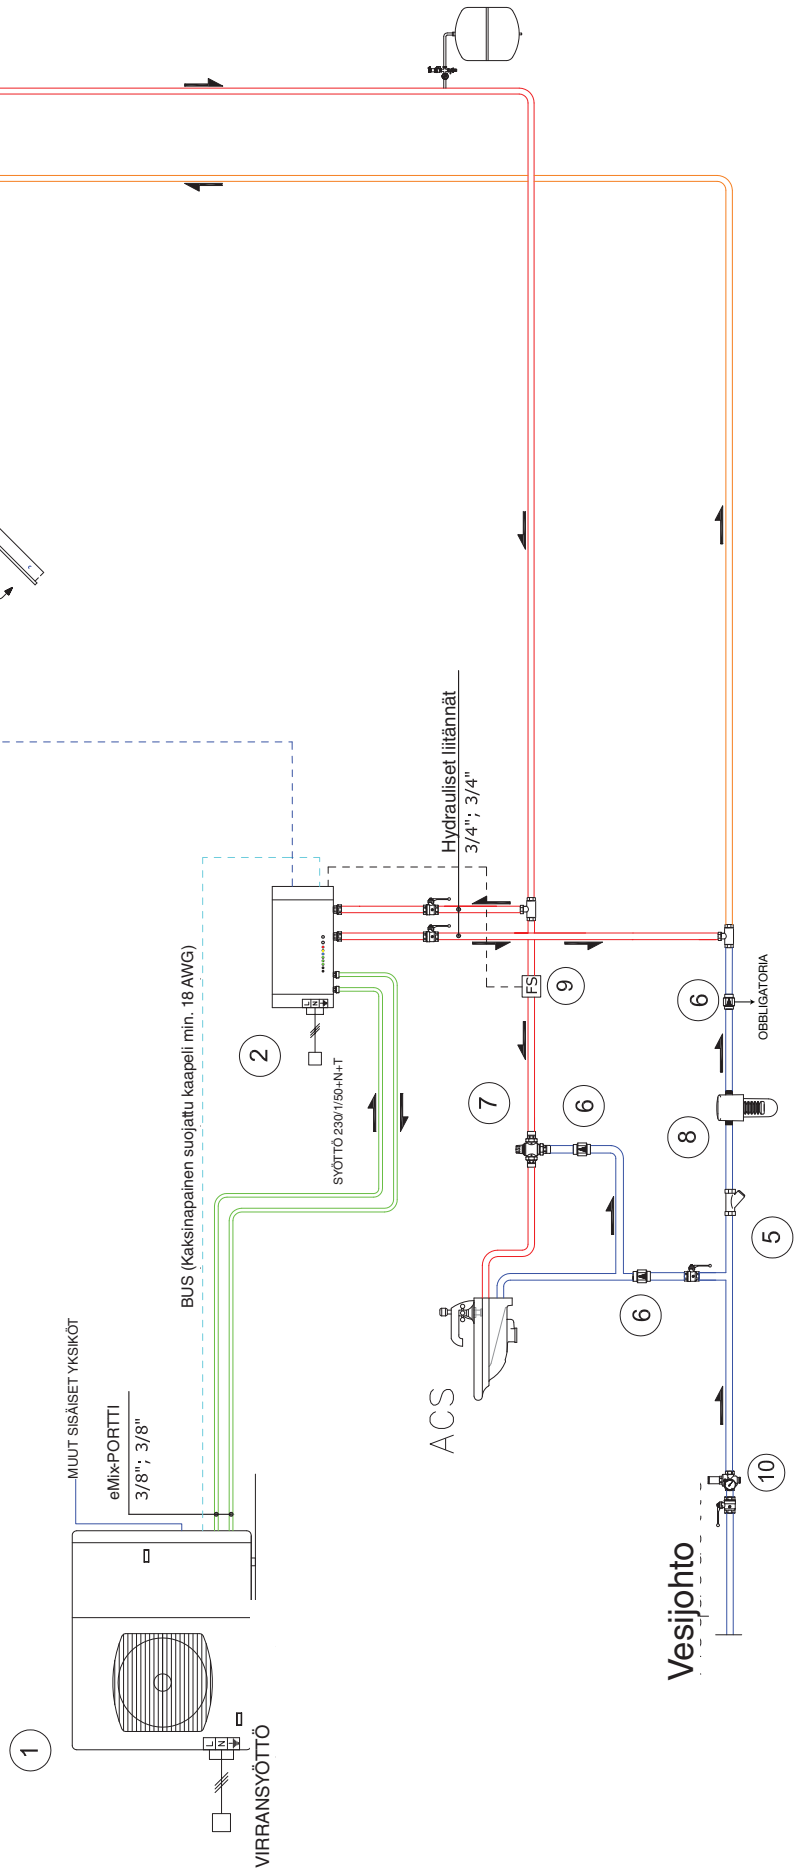 Hydrauliset liitännät
3/4"; 3/4"
BUS (Kaksinapainen suojattu kaapeli min. 18 AWG)
L
N
2
SYÖTTÖ 230/1/50+N+T
FS
9
6
OBBLIGATORIA
7
6
8
5
6
ACS
MUUT SISÄISET YKSIKÖT
eMix-PORTTI
3/8"; 3/8"
10
Vesijohto
1
L
N
VIRRANSYÖTTÖ